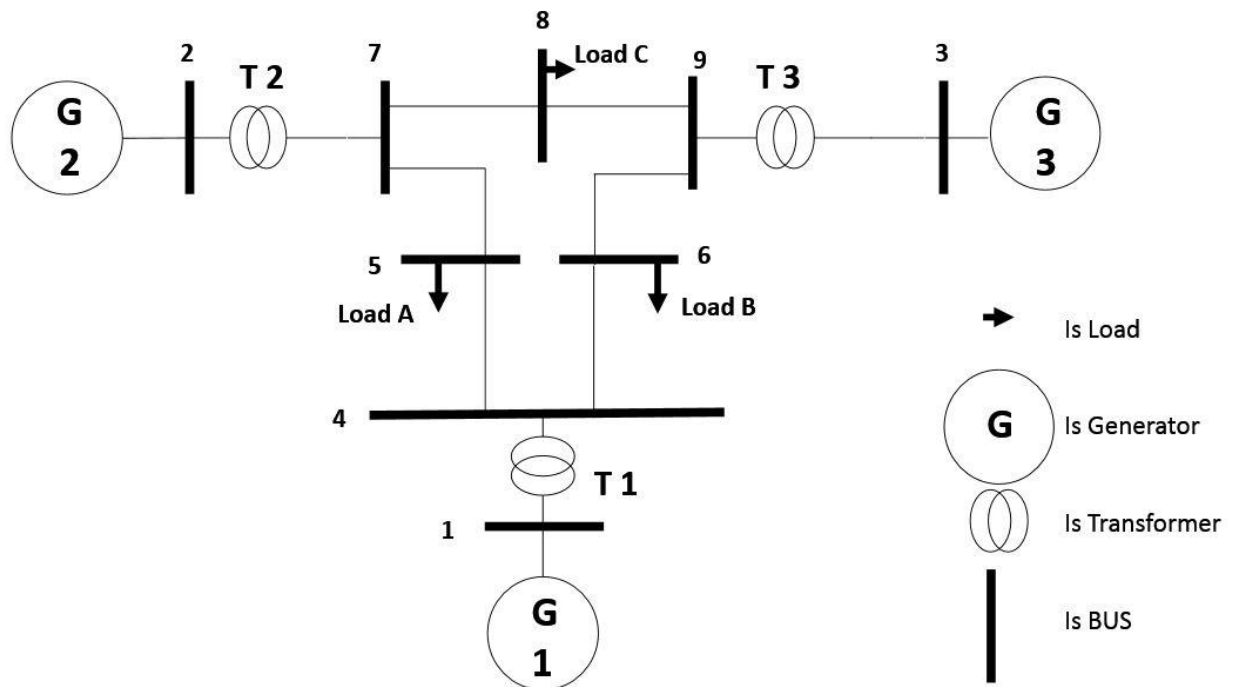 8
2
7
Load C
9
3
T 2
T 3
G
2
G
3
5
6
Load A
Load B
Is Load
4
G
Is Generator
T 1
1
Is Transformer
G
1
Is BUS